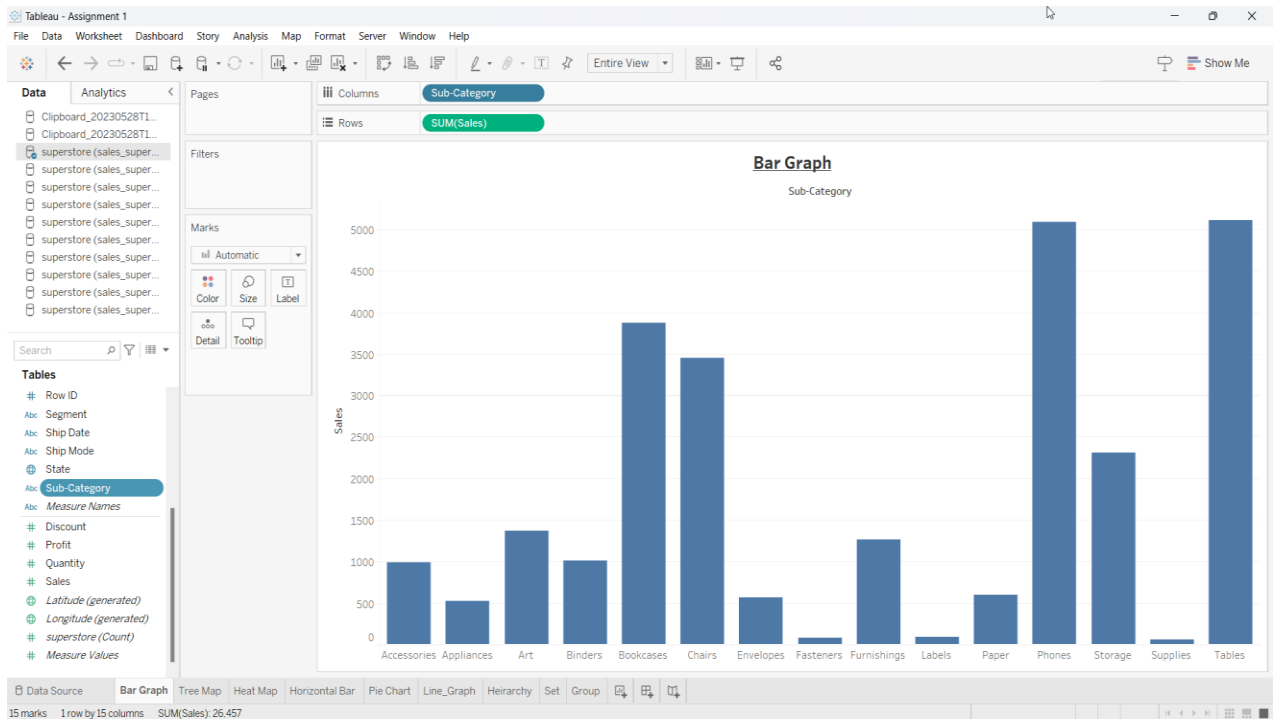 Tableau - Assignment 1
File Data Worksheet Dashboard Story Analysis Map Format Server Window Help
Entire View
Show Me
Data Analytics
Clipboard_20230528T1...
Clipboard_20230528T1...
superstore (sales_super...
superstore (sales_super...
superstore (sales_super...
superstore (sales_super...
superstore (sales_super...
superstore (sales_super...
superstore (sales_super...
superstore (sales_super...
superstore (sales_super...
superstore (sales_super...
Search
Tables
# Row ID
Abc Segment
Abc Ship Date
Abc Ship Mode
State
Abc Sub-Category
Abc Measure Names
# Discount
# Profit
# Quantity
# Sales
Latitude (generated)
Longitude (generated)
# superstore (Count)
# Measure Values
Pages
Filters
Marks
Automatic
Color Size Label
Detail Tooltip
Columns Sub-Category
Rows SUM(Sales)
Bar Graph
Sub-Category
Sales
5000
4500
4000
3500
3000
2500
2000
1500
1000
500
0
Accessories Appliances Art Binders Bookcases Chairs Envelopes Fasteners Furnishings Labels Paper Phones Storage Supplies Tables
Data Source Bar Graph Tree Map Heat Map Horizontal Bar Pie Chart Line_Graph Heirarchy Set Group
15 marks 1 row by 15 columns SUM(Sales): 26,457